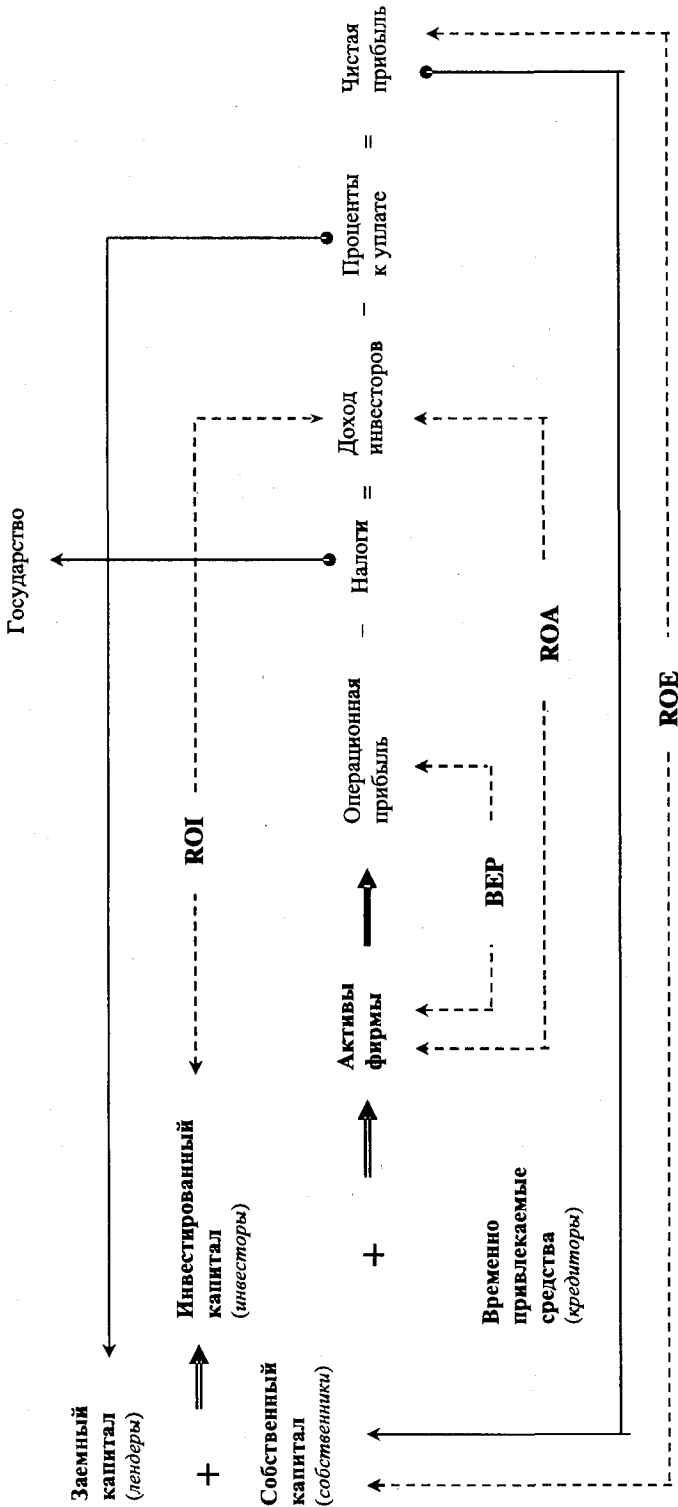 Государство
Заемный
капитал
(лендеры)
+
Собственный
капитал
(собственники)
Инвестированный
капитал
(инвесторы)
+
Временно
привлекаемые
средства
(кредиторы)
ROI
Активы
фирмы
Операционная
прибыль
– Налоги =
Доход
инвесторов
–
Проценты
к уплате
=
Чистая
прибыль
BEP
ROA
ROE